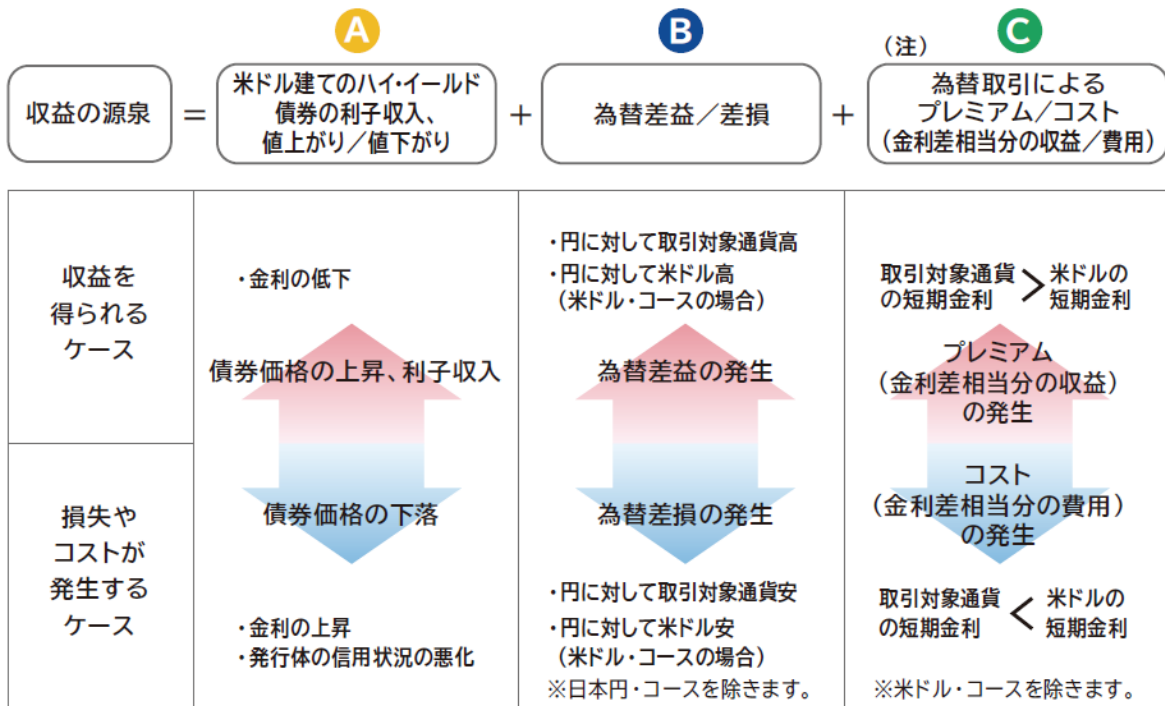 A
B
C
(注)
収益の源泉
=
米ドル建てのハイ・イールド
債券の利子収入、
値上がり／値下がり
+
為替差益／差損
+
為替取引による
プレミアム／コスト
(金利差相当分の収益／費用)
収益を
得られる
ケース
・金利の低下
債券価格の上昇、利子収入
・円に対して取引対象通貨高
・円に対して米ドル高
(米ドル・コースの場合)
為替差益の発生
取引対象通貨
の短期金利
>
米ドルの
短期金利
プレミアム
(金利差相当分の収益)
の発生
損失や
コストが
発生する
ケース
債券価格の下落
・金利の上昇
・発行体の信用状況の悪化
為替差損の発生
・円に対して取引対象通貨安
・円に対して米ドル安
(米ドル・コースの場合)
※日本円・コースを除きます。
コスト
(金利差相当分の費用)
の発生
取引対象通貨
の短期金利
<
米ドルの
短期金利
※米ドル・コースを除きます。